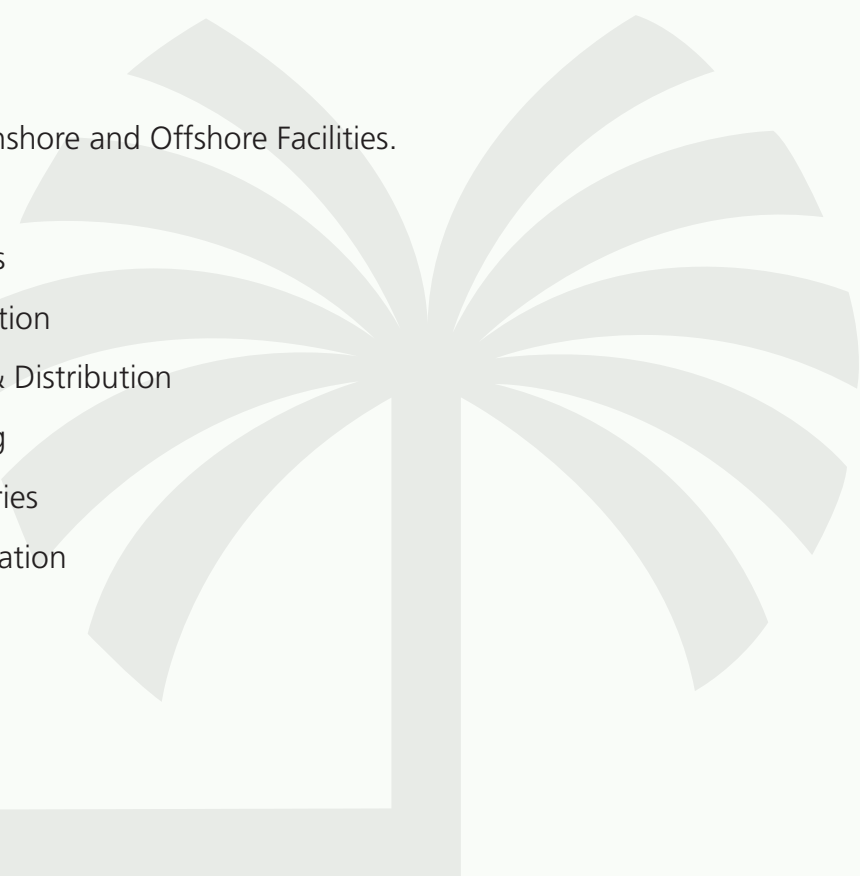 nshore and Offshore Facilities.
s
tion
& Distribution
g
ries
ation